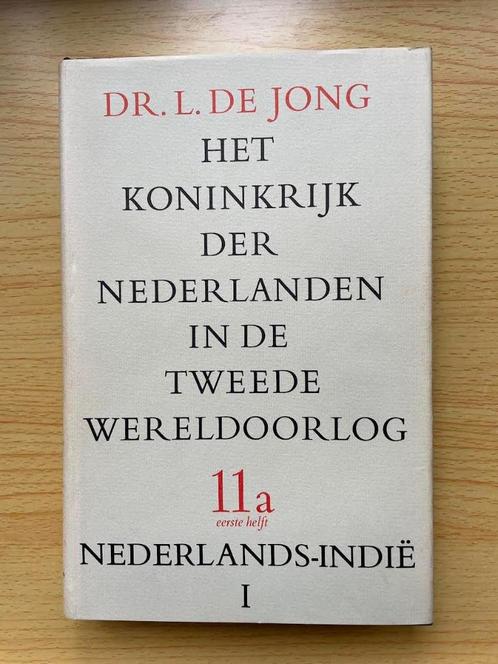 DR. L. DE JONG
HET
KONINKRIJK
DER
NEDERLANDEN
IN DE
TWEEDE
WERELDOORLOG
11a
eerste helft
NEDERLANDS-INDIË
I